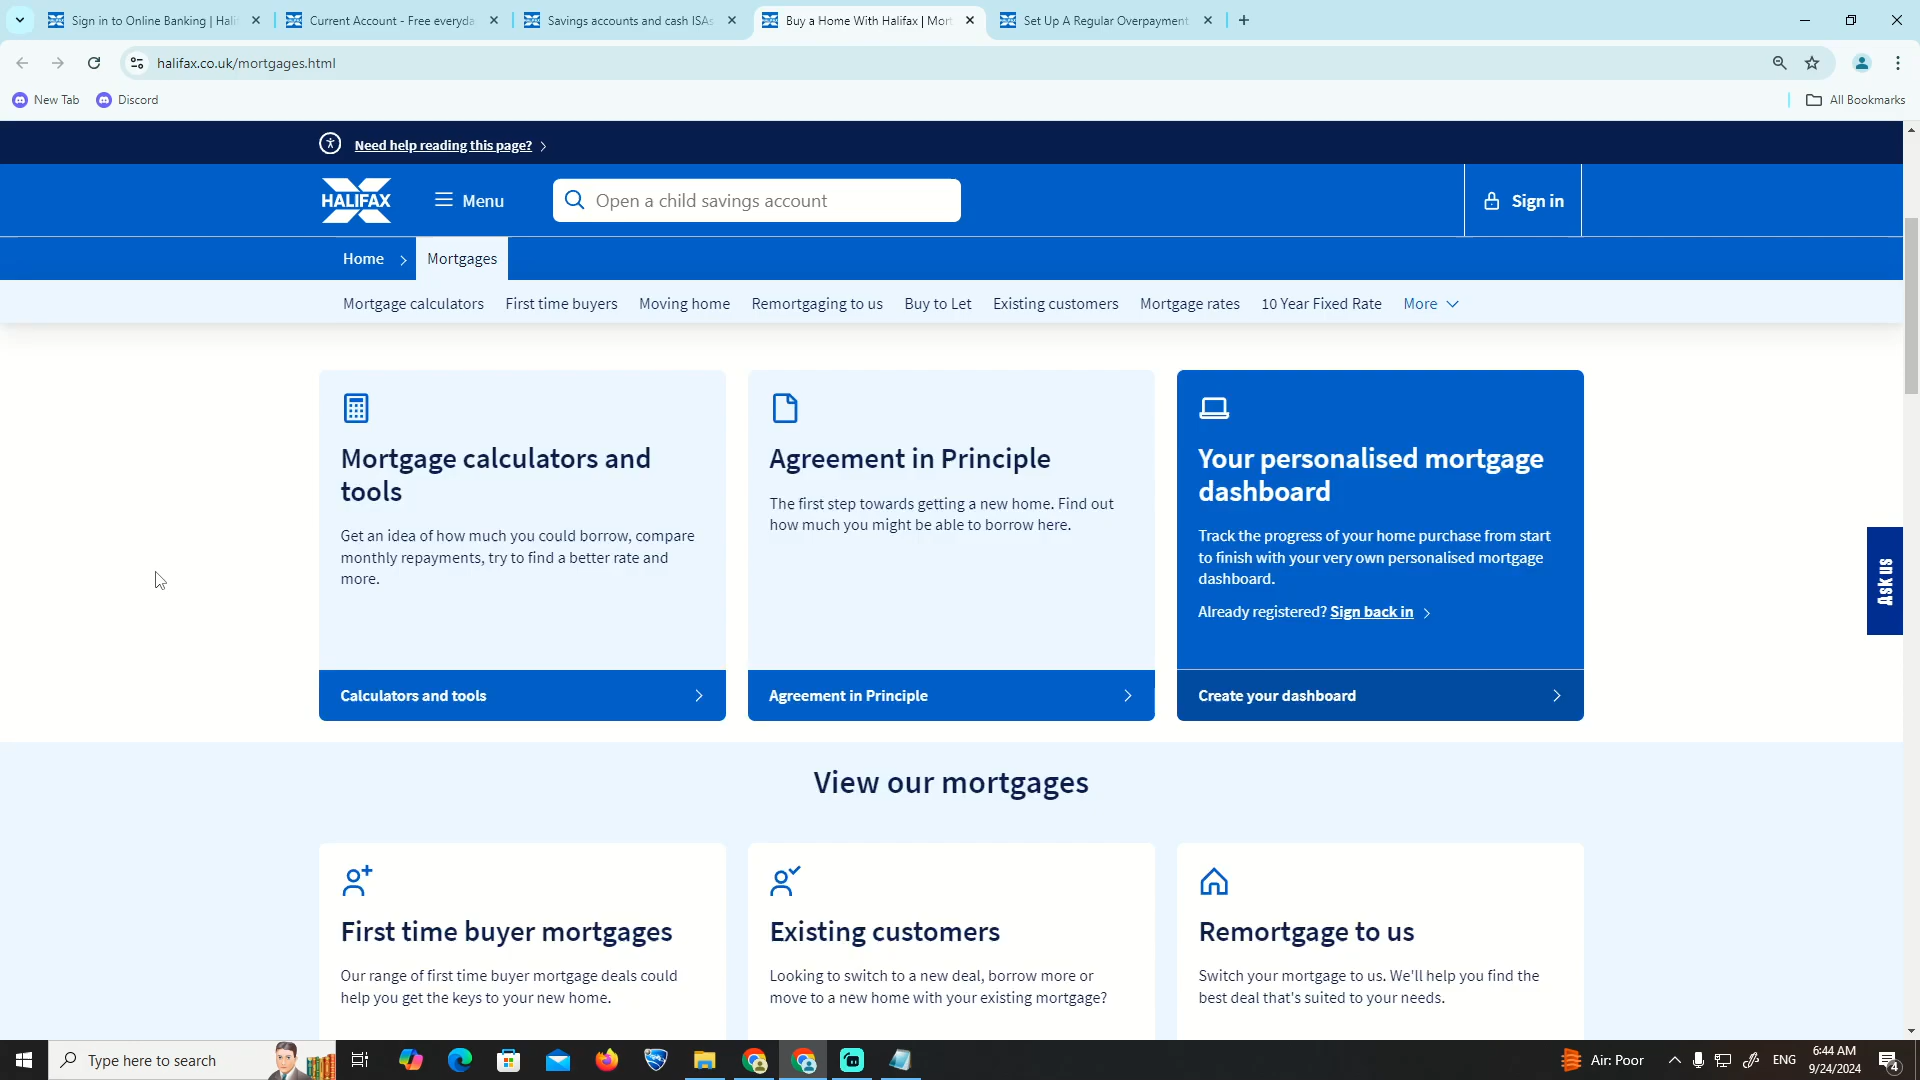 Sign in to Online Banking | Hali
Current Account - Free everyda
Savings accounts and cash ISAs
Buy a Home With Halifax | Mort
Set Up A Regular Overpayment
halifax.co.uk/mortgages.html
New Tab
Discord
All Bookmarks
Need help reading this page?
HALIFAX
Menu
Open a child savings account
Sign in
Home
Mortgages
Mortgage calculators
First time buyers
Moving home
Remortgaging to us
Buy to Let
Existing customers
Mortgage rates
10 Year Fixed Rate
More
Mortgage calculators and
tools
Get an idea of how much you could borrow, compare
monthly repayments, try to find a better rate and
more.
Calculators and tools
Agreement in Principle
The first step towards getting a new home. Find out
how much you might be able to borrow here.
Agreement in Principle
Your personalised mortgage
dashboard
Track the progress of your home purchase from start
to finish with your very own personalised mortgage
dashboard.
Already registered? Sign back in
Create your dashboard
Ask us
View our mortgages
First time buyer mortgages
Our range of first time buyer mortgage deals could
help you get the keys to your new home.
Existing customers
Looking to switch to a new deal, borrow more or
move to a new home with your existing mortgage?
Remortgage to us
Switch your mortgage to us. We'll help you find the
best deal that's suited to your needs.
Type here to search
Air: Poor
ENG
6:44 AM
9/24/2024
4